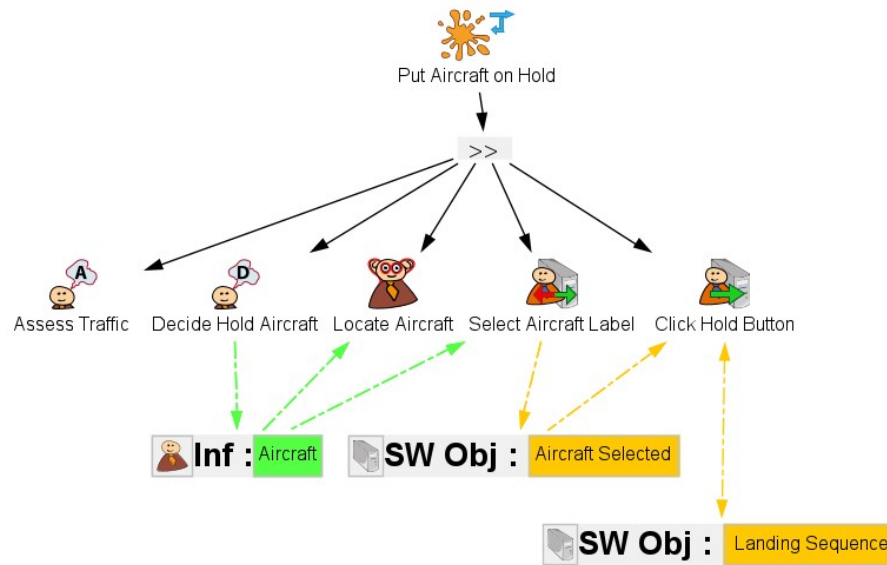 Put Aircraft on Hold
>>
A
D
Assess Traffic
Decide Hold Aircraft
Locate Aircraft
Select Aircraft Label
Click Hold Button
Inf : Aircraft
SW Obj : Aircraft Selected
SW Obj : Landing Sequence